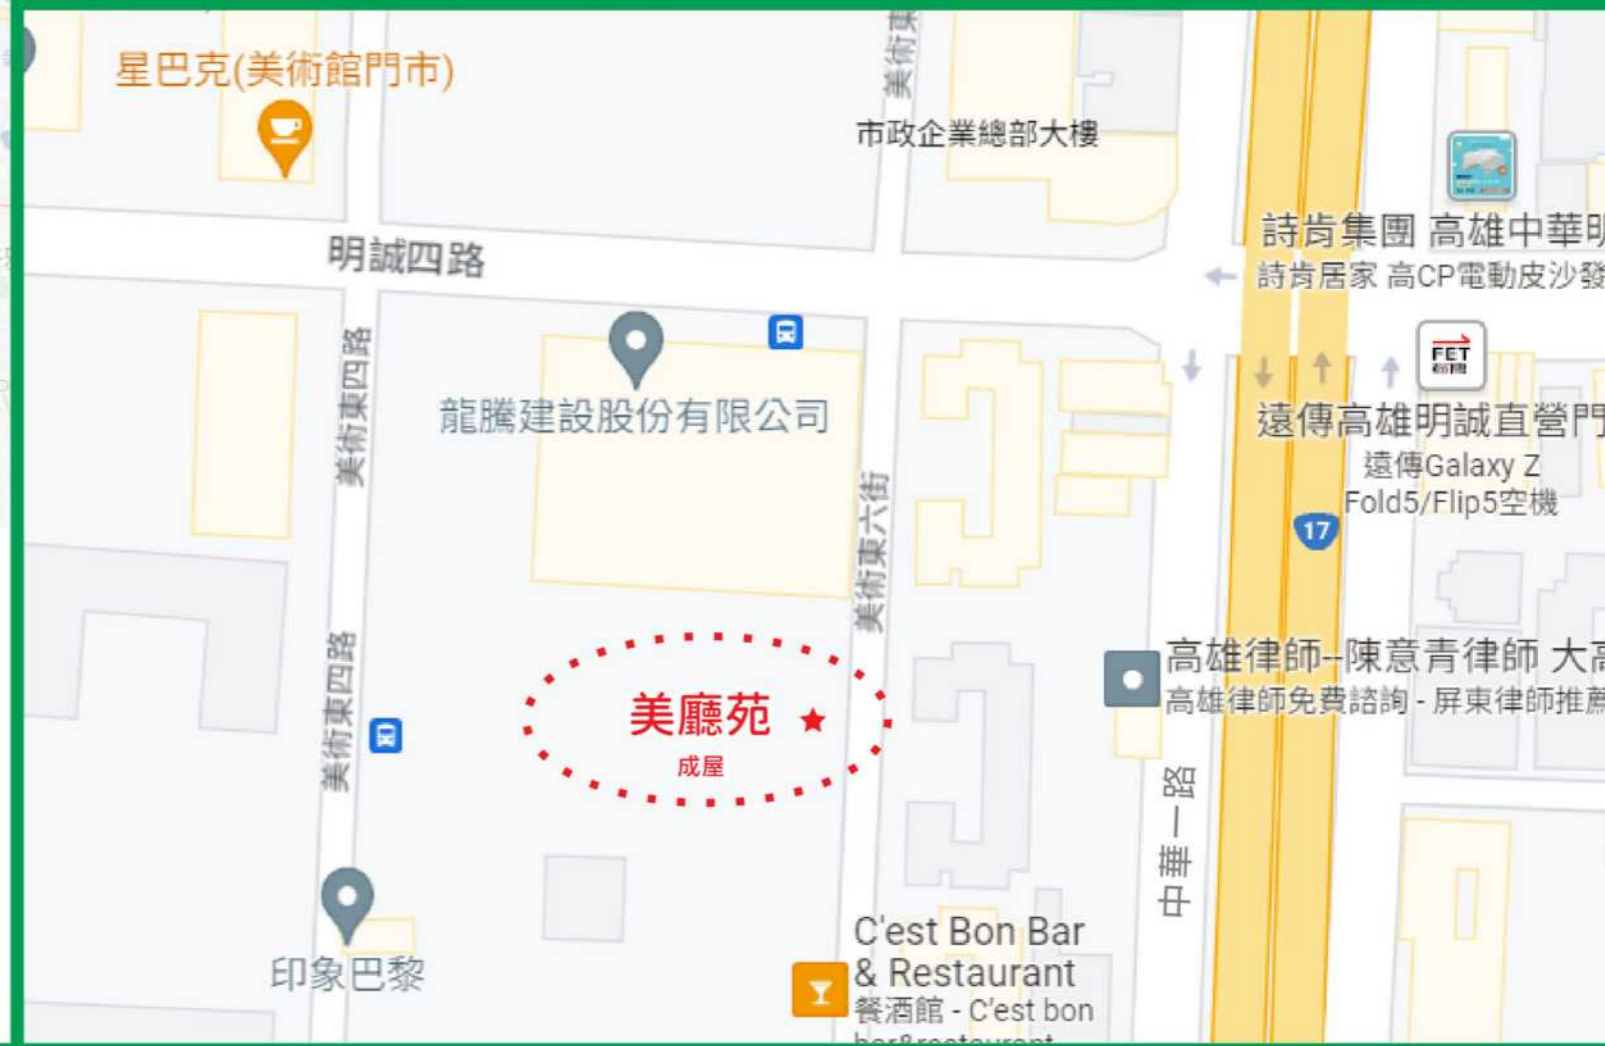 星巴克(美術館門市)
美術東
市政企業總部大樓
明誠四路
詩肯集團 高雄中華明
詩肯居家 高CP電動皮沙發
美術東四路
龍騰建設股份有限公司
FET
遠傳高雄明誠直營門
遠傳Galaxy Z
Fold5/Flip5空機
17
美術東六街
美術東四路
美廳苑
成屋
高雄律師--陳意青律師 大高
高雄律師免費諮詢 - 屏東律師推薦
中華一路
印象巴黎
C'est Bon Bar
& Restaurant
餐酒館 - C'est bon
bar&restaurant